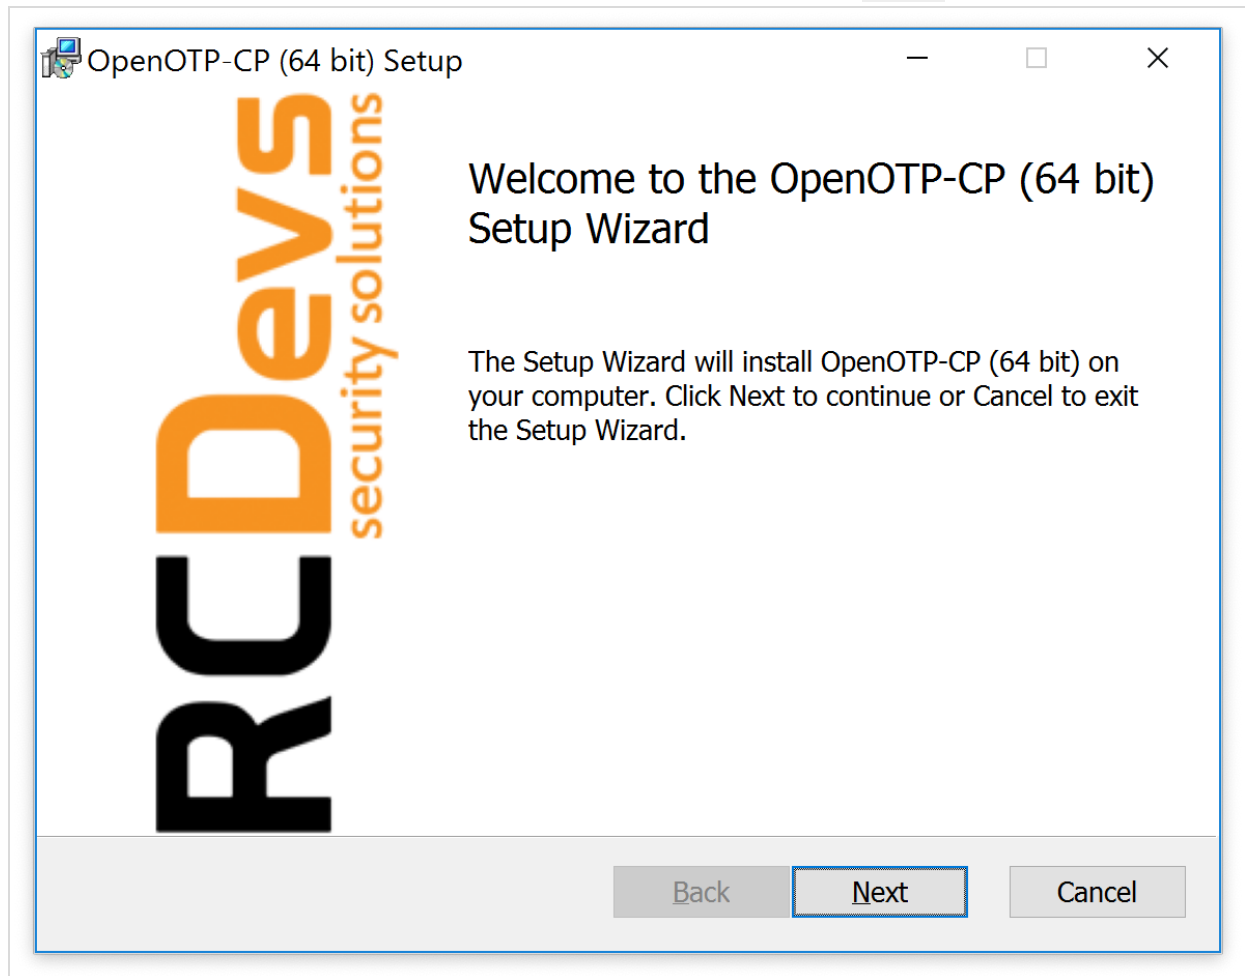 OpenOTP-CP (64 bit) Setup
RCDevs
security solutions
Welcome to the OpenOTP-CP (64 bit)
Setup Wizard
The Setup Wizard will install OpenOTP-CP (64 bit) on
your computer. Click Next to continue or Cancel to exit
the Setup Wizard.
Back
Next
Cancel